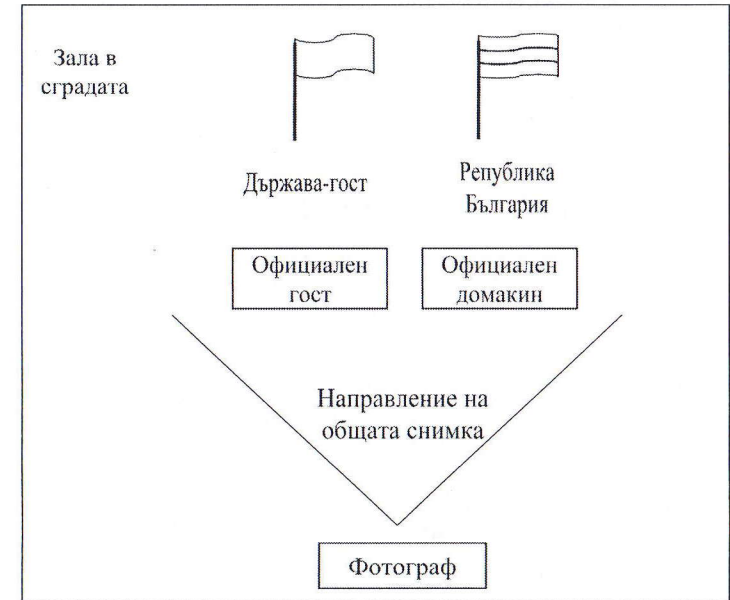 Зала в
сградата
Държава-гост
Република
България
Официален
гост
Официален
домакин
Направление на
общата снимка
Фотограф